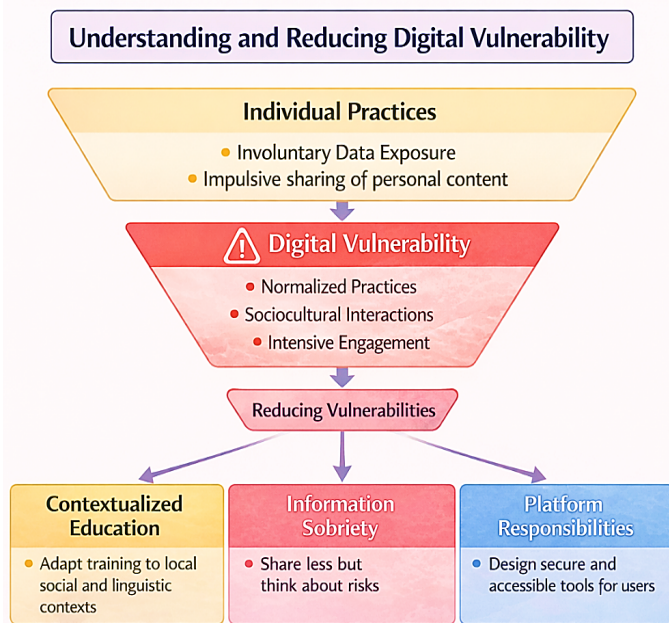 Understanding and Reducing Digital Vulnerability
Individual Practices
• Involuntary Data Exposure
• Impulsive sharing of personal content
Digital Vulnerability
• Normalized Practices
• Sociocultural Interactions
• Intensive Engagement
Reducing Vulnerabilities
Contextualized
Education
• Adapt training to local
social and linguistic
contexts
Information
Sobriety
• Share less but
think about risks
Platform
Responsibilities
• Design secure and
accessible tools for users